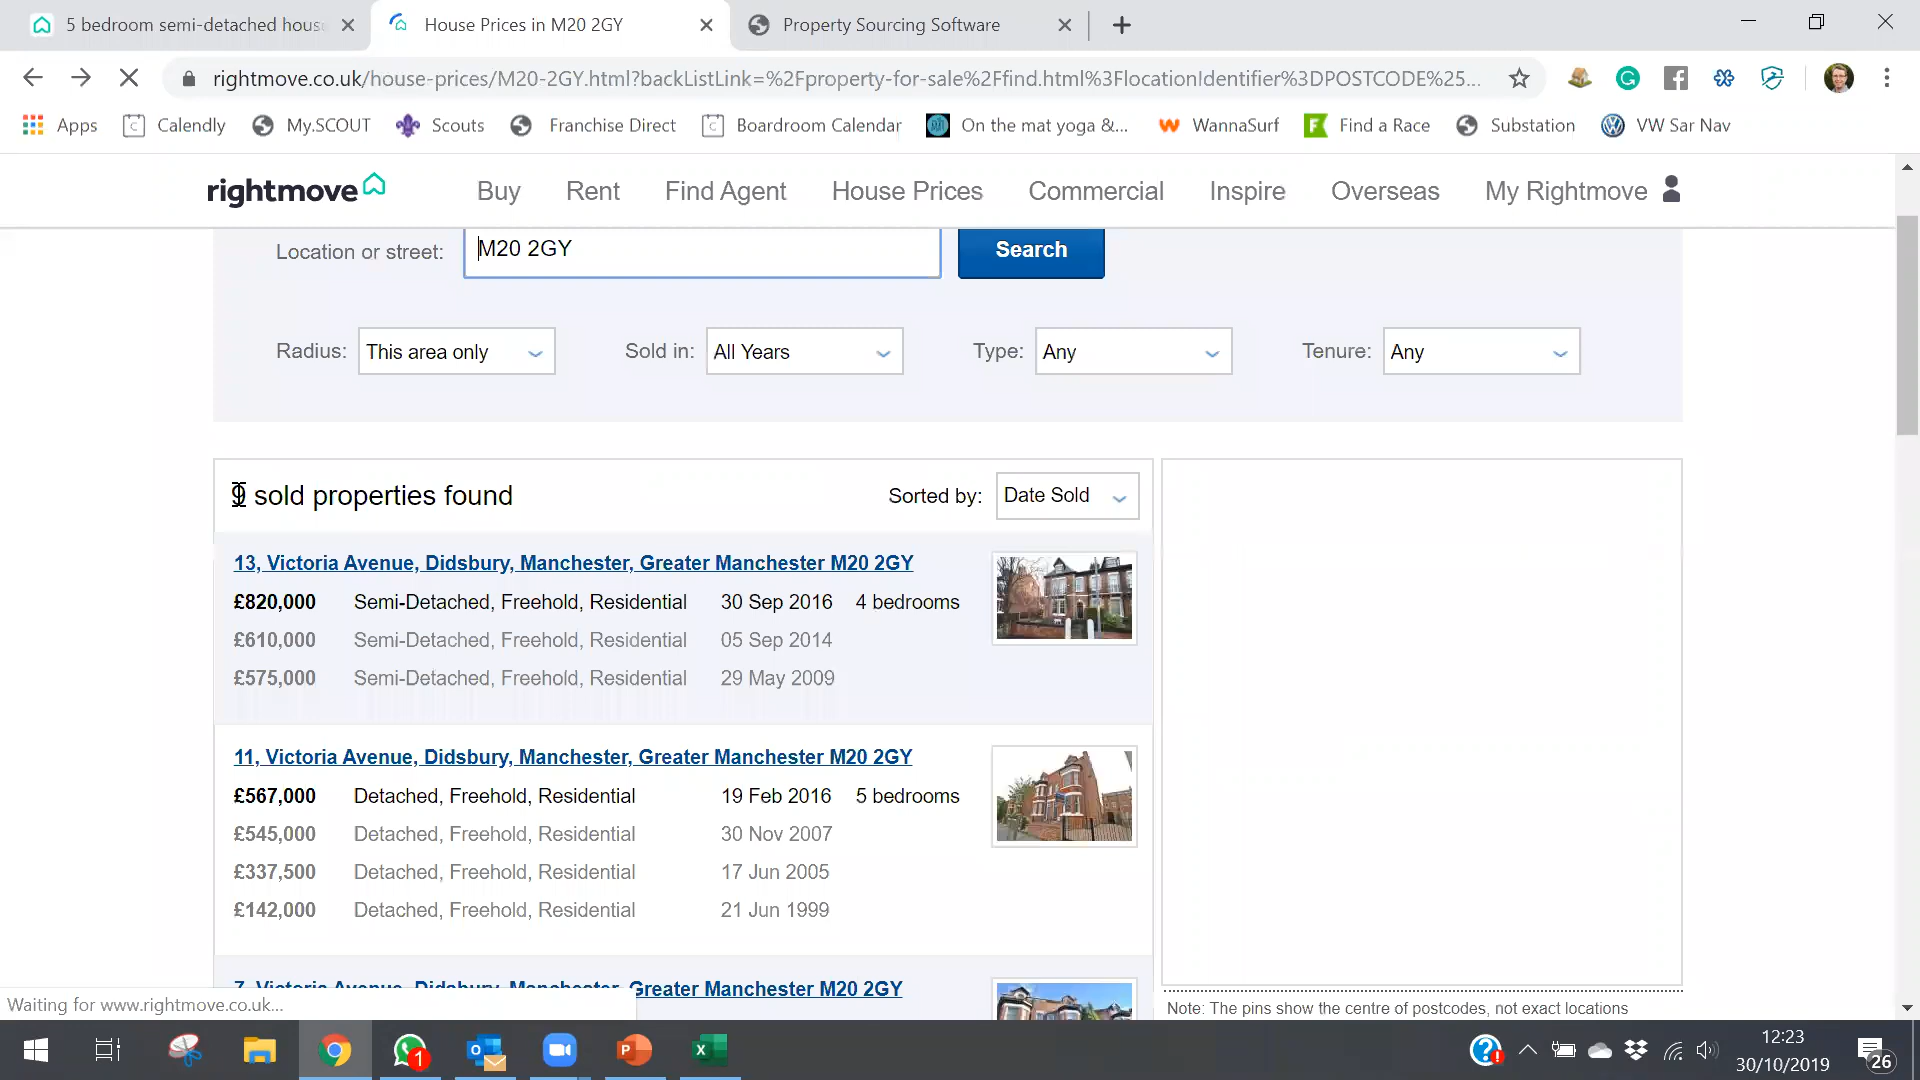 5 bedroom semi-detached hous
House Prices in M20 2GY
Property Sourcing Software
rightmove.co.uk/house-prices/M20-2GY.html?backListLink=%2Fproperty-for-sale%2Ffind.html%3FlocationIdentifier%3DPOSTCODE%25...
Apps
Calendly
My.SCOUT
Scouts
Franchise Direct
Boardroom Calendar
On the mat yoga &...
WannaSurf
Find a Race
Substation
VW Sar Nav
rightmove
Buy
Rent
Find Agent
House Prices
Commercial
Inspire
Overseas
My Rightmove
Location or street:
M20 2GY
Search
Radius:
This area only
Sold in:
All Years
Type:
Any
Tenure:
Any
9 sold properties found
Sorted by:
Date Sold
13, Victoria Avenue, Didsbury, Manchester, Greater Manchester M20 2GY
£820,000 Semi-Detached, Freehold, Residential 30 Sep 2016 4 bedrooms
£610,000 Semi-Detached, Freehold, Residential 05 Sep 2014
£575,000 Semi-Detached, Freehold, Residential 29 May 2009
11, Victoria Avenue, Didsbury, Manchester, Greater Manchester M20 2GY
£567,000 Detached, Freehold, Residential 19 Feb 2016 5 bedrooms
£545,000 Detached, Freehold, Residential 30 Nov 2007
£337,500 Detached, Freehold, Residential 17 Jun 2005
£142,000 Detached, Freehold, Residential 21 Jun 1999
7, Victoria Avenue, Didsbury, Manchester, Greater Manchester M20 2GY
Waiting for www.rightmove.co.uk...
Note: The pins show the centre of postcodes, not exact locations
1
12:23
30/10/2019
26